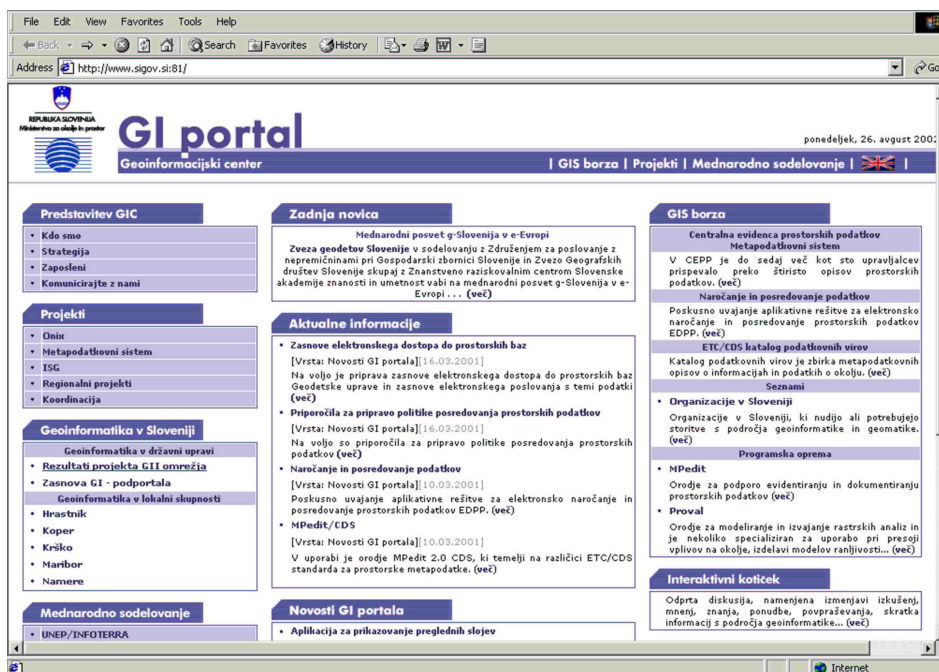 File Edit View Favorites Tools Help
Back Search Favorites History
Address http://www.sigov.si:81/ Go
REPUBLIKA SLOVENIJA
Ministerstvo za okolje in prostor
GI portal
ponedeljek, 26. avgust 2002
Geoinformacijski center
| GIS borza | Projekti | Mednarodno sodelovanje | |
Predstavitev GIC
• Kdo smo
• Strategija
• Zaposleni
• Komunicirajte z nami
Projekti
• Onix
• Metapodatkovni sistem
• ISG
• Regionalni projekti
• Koordinacija
Geoinformatika v Sloveniji
Geoinformatika v državni upravi
• Rezultati projekta GII omrežja
• Zasnova GI - podportala
Geoinformatika v lokalni skupnosti
• Hrastnik
• Koper
• Krško
• Maribor
• Namere
Mednarodno sodelovanje
• UNEP/INFOTERRA
Zadnja novica
Mednarodni posvet g-Slovenija v e-Evropi
Zveza geodetov Slovenije v sodelovanju z Združenjem za poslovanje z
nepremičninami pri Gospodarski zbornici Slovenije in Zvezo Geografskih
društev Slovenije skupaj z Znanstveno raziskovalnim centrom Slovenske
akademije znanosti in umetnost vabi na mednarodni posvet g-Slovenija v e-
Evropi . . . (več)
Aktualne informacije
• Zasnove elektronskega dostopa do prostorskih baz
[Vrsta: Novosti GI portala][16.03.2001]
Na voljo je priprava zasnove elektronskega dostopa do prostorskih baz
Geodetske uprave in zasnove elektronskega poslovanja s temi podatki
(več)
• Priporočila za pripravo politike posredovanja prostorskih podatkov
[Vrsta: Novosti GI portala][16.03.2001]
Na voljo so priporočila za pripravo politike posredovanja prostorskih
podatkov (več)
• Naročanje in posredovanje podatkov
[Vrsta: Novosti GI portala][10.03.2001]
Poskusno uvajanje aplikativne rešitve za elektronsko naročanje in
posredovanje prostorskih podatkov EDPP. (več)
• MPedit/CDS
[Vrsta: Novosti GI portala][10.03.2001]
V uporabi je orodje MPedit 2.0 CDS, ki temelji na različici ETC/CDS
standarda za prostorske metapodatke. (več)
Novosti GI portala
• Aplikacija za prikazovanje preglednih slojev
GIS borza
Centralna evidenca prostorskih podatkov
Metapodatkovni sistem
V CEPP je do sedaj več kot sto upravljalcev
prispevalo preko štiristo opisov prostorskih
podatkov. (več)
Naročanje in posredovanje podatkov
Poskusno uvajanje aplikativne rešitve za elektronsko
naročanje in posredovanje prostorskih podatkov
EDPP. (več)
ETC/CDS katalog podatkovnih virov
Katalog podatkovnih virov je zbirka metapodatkovnih
opisov o informacijah in podatkih o okolju. (več)
Seznami
• Organizacije v Sloveniji
Organizacije v Sloveniji, ki nudijo ali potrebujejo
storitve s področja geoinformatike in geomatike.
(več)
Programska oprema
• MPedit
Orodje za podporo evidentiranju in dokumentiranju
prostorskih podatkov (več)
• Proval
Orodje za modeliranje in izvajanje rastrskih analiz in
je nekoliko specializiran za uporabo pri presoji
vplivov na okolje, izdelavi modelov ranljivosti... (več)
Interaktivni kotiček
Odprta diskusija, namenjena izmenjavi izkušenj,
mnenj, znanja, ponudbe, povpraševanja, skratka
informacij s področja geoinformatike... (več)
Internet